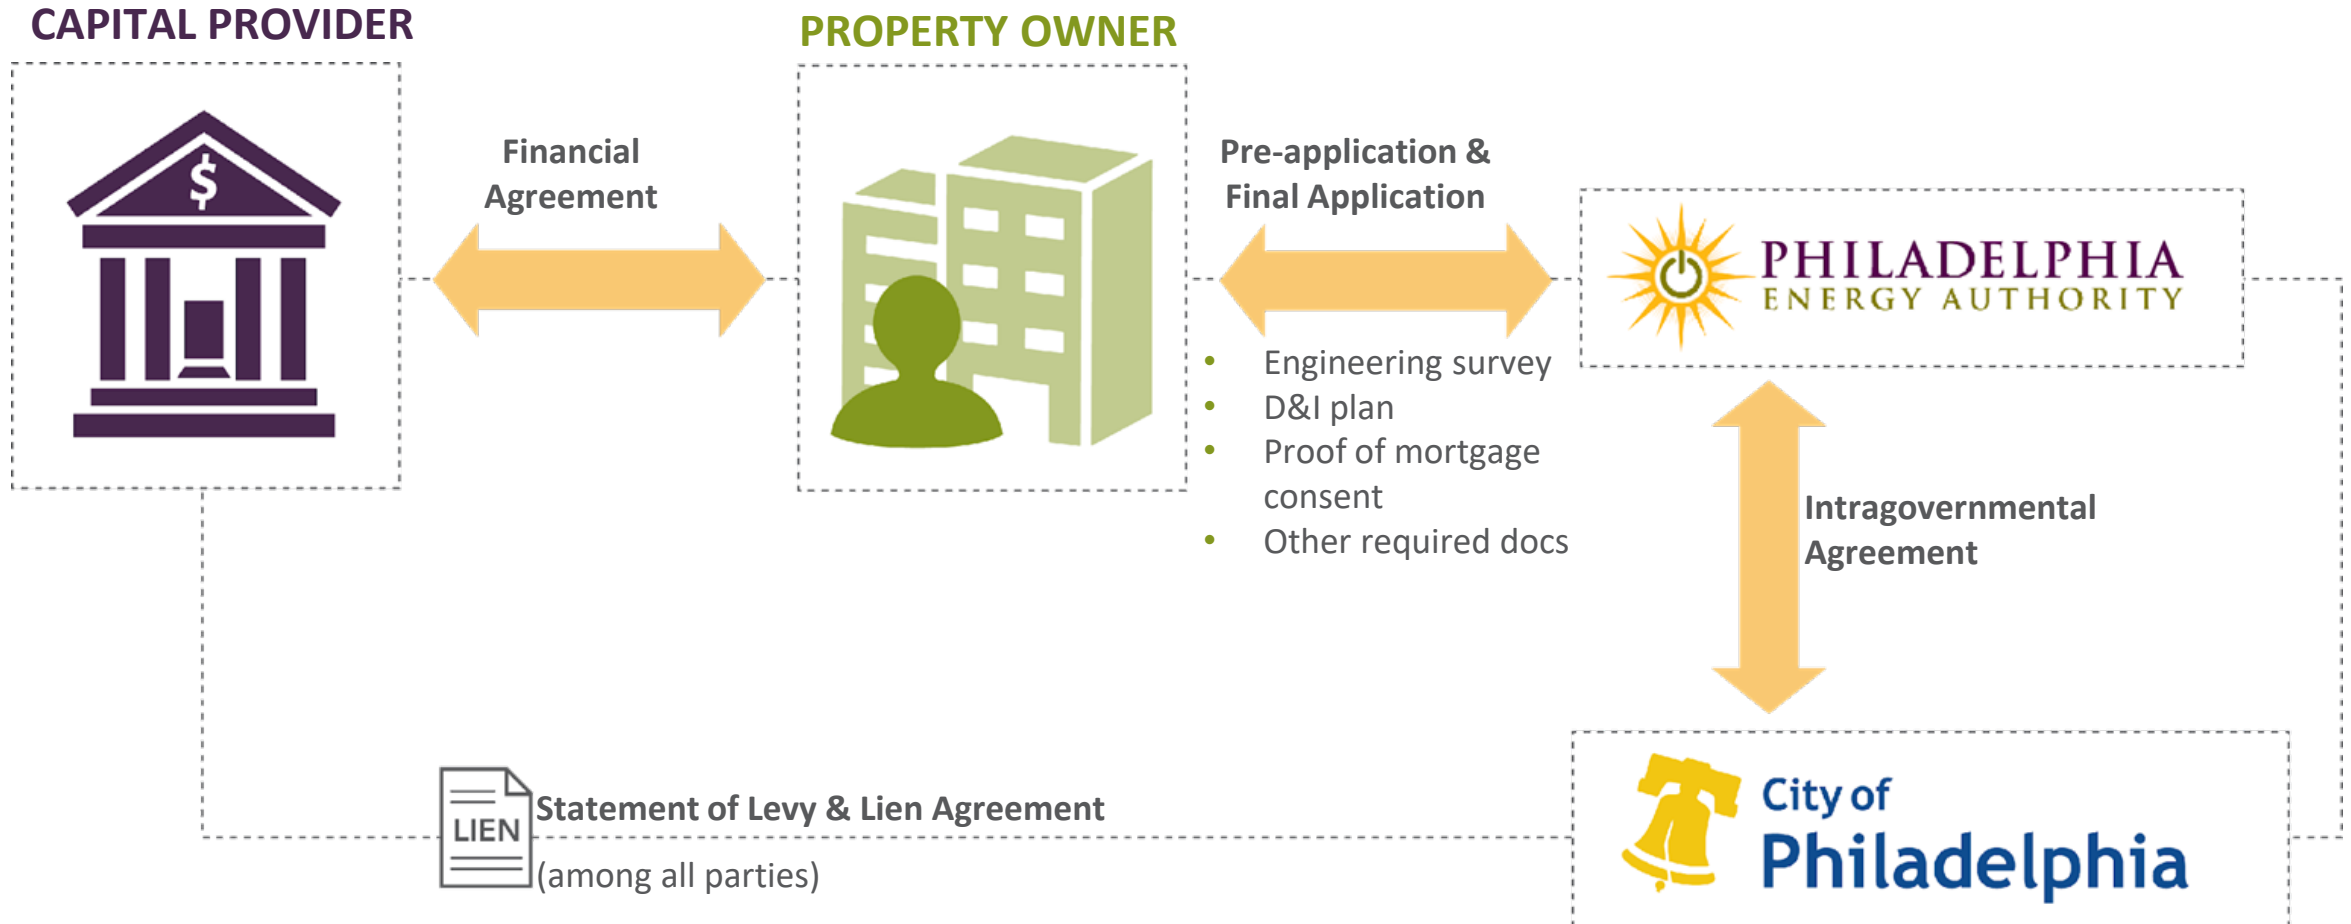 CAPITAL PROVIDER
PROPERTY OWNER
$
Financial
Agreement
Pre-application &
Final Application
PHILADELPHIA
ENERGY AUTHORITY
• Engineering survey
• D&I plan
• Proof of mortgage
consent
• Other required docs
Intragovernmental
Agreement
LIEN
Statement of Levy & Lien Agreement
(among all parties)
City of
Philadelphia